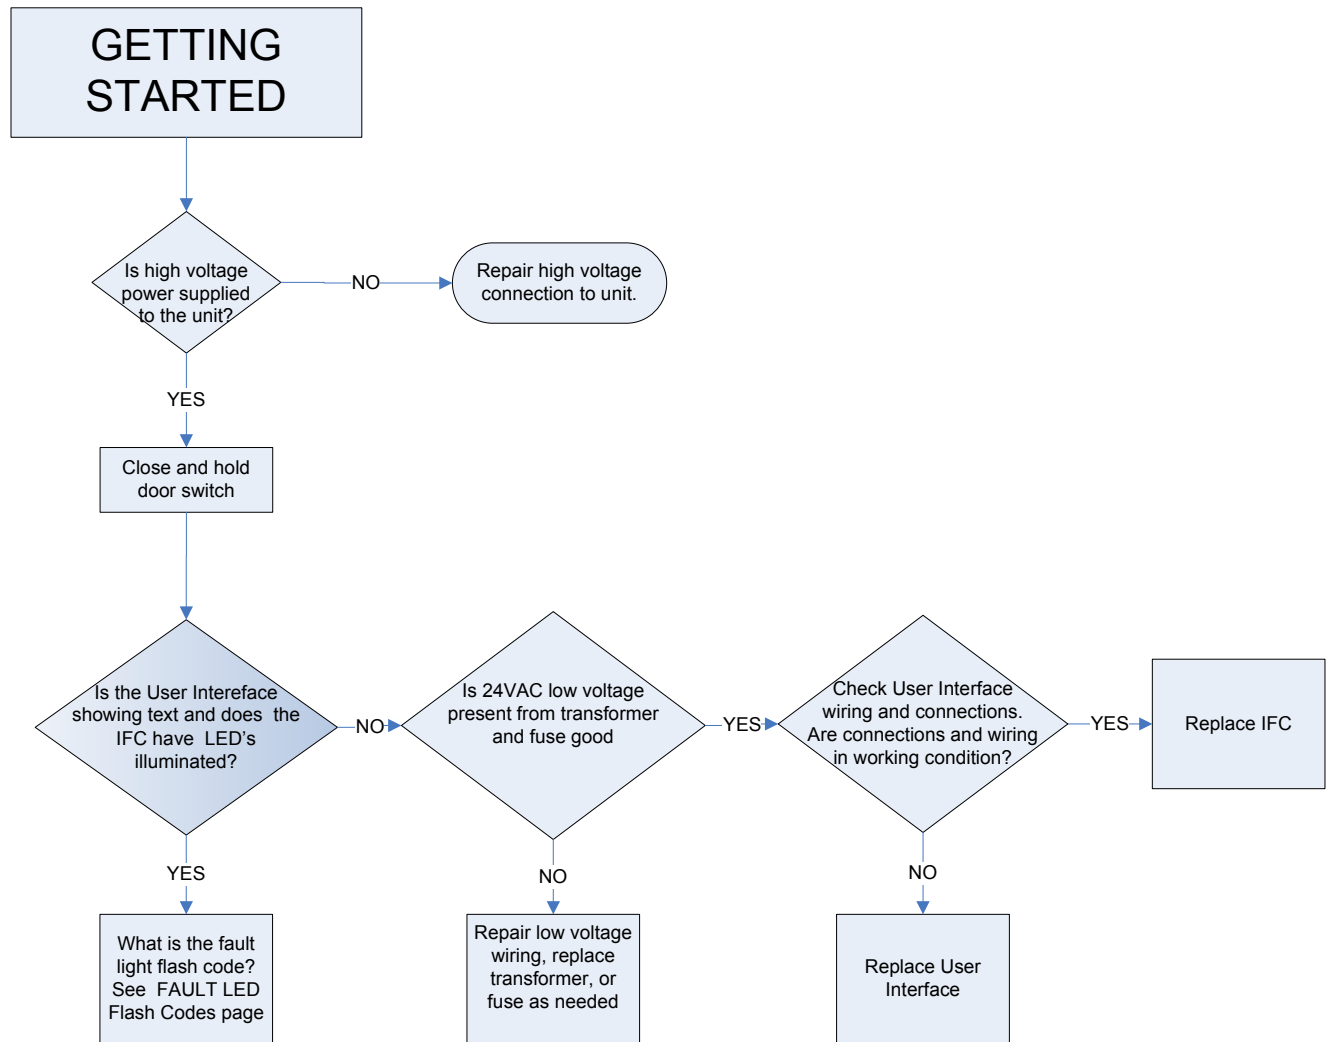 GETTING
STARTED
Is high voltage
power supplied
to the unit?
NO
Repair high voltage
connection to unit.
YES
Close and hold
door switch
Is the User Intereface
showing text and does the
IFC have LED's
illuminated?
NO
Is 24VAC low voltage
present from transformer
and fuse good
YES
Check User Interface
wiring and connections.
Are connections and wiring
in working condition?
YES
Replace IFC
YES
NO
NO
What is the fault
light flash code?
See FAULT LED
Flash Codes page
Repair low voltage
wiring, replace
transformer, or
fuse as needed
Replace User
Interface